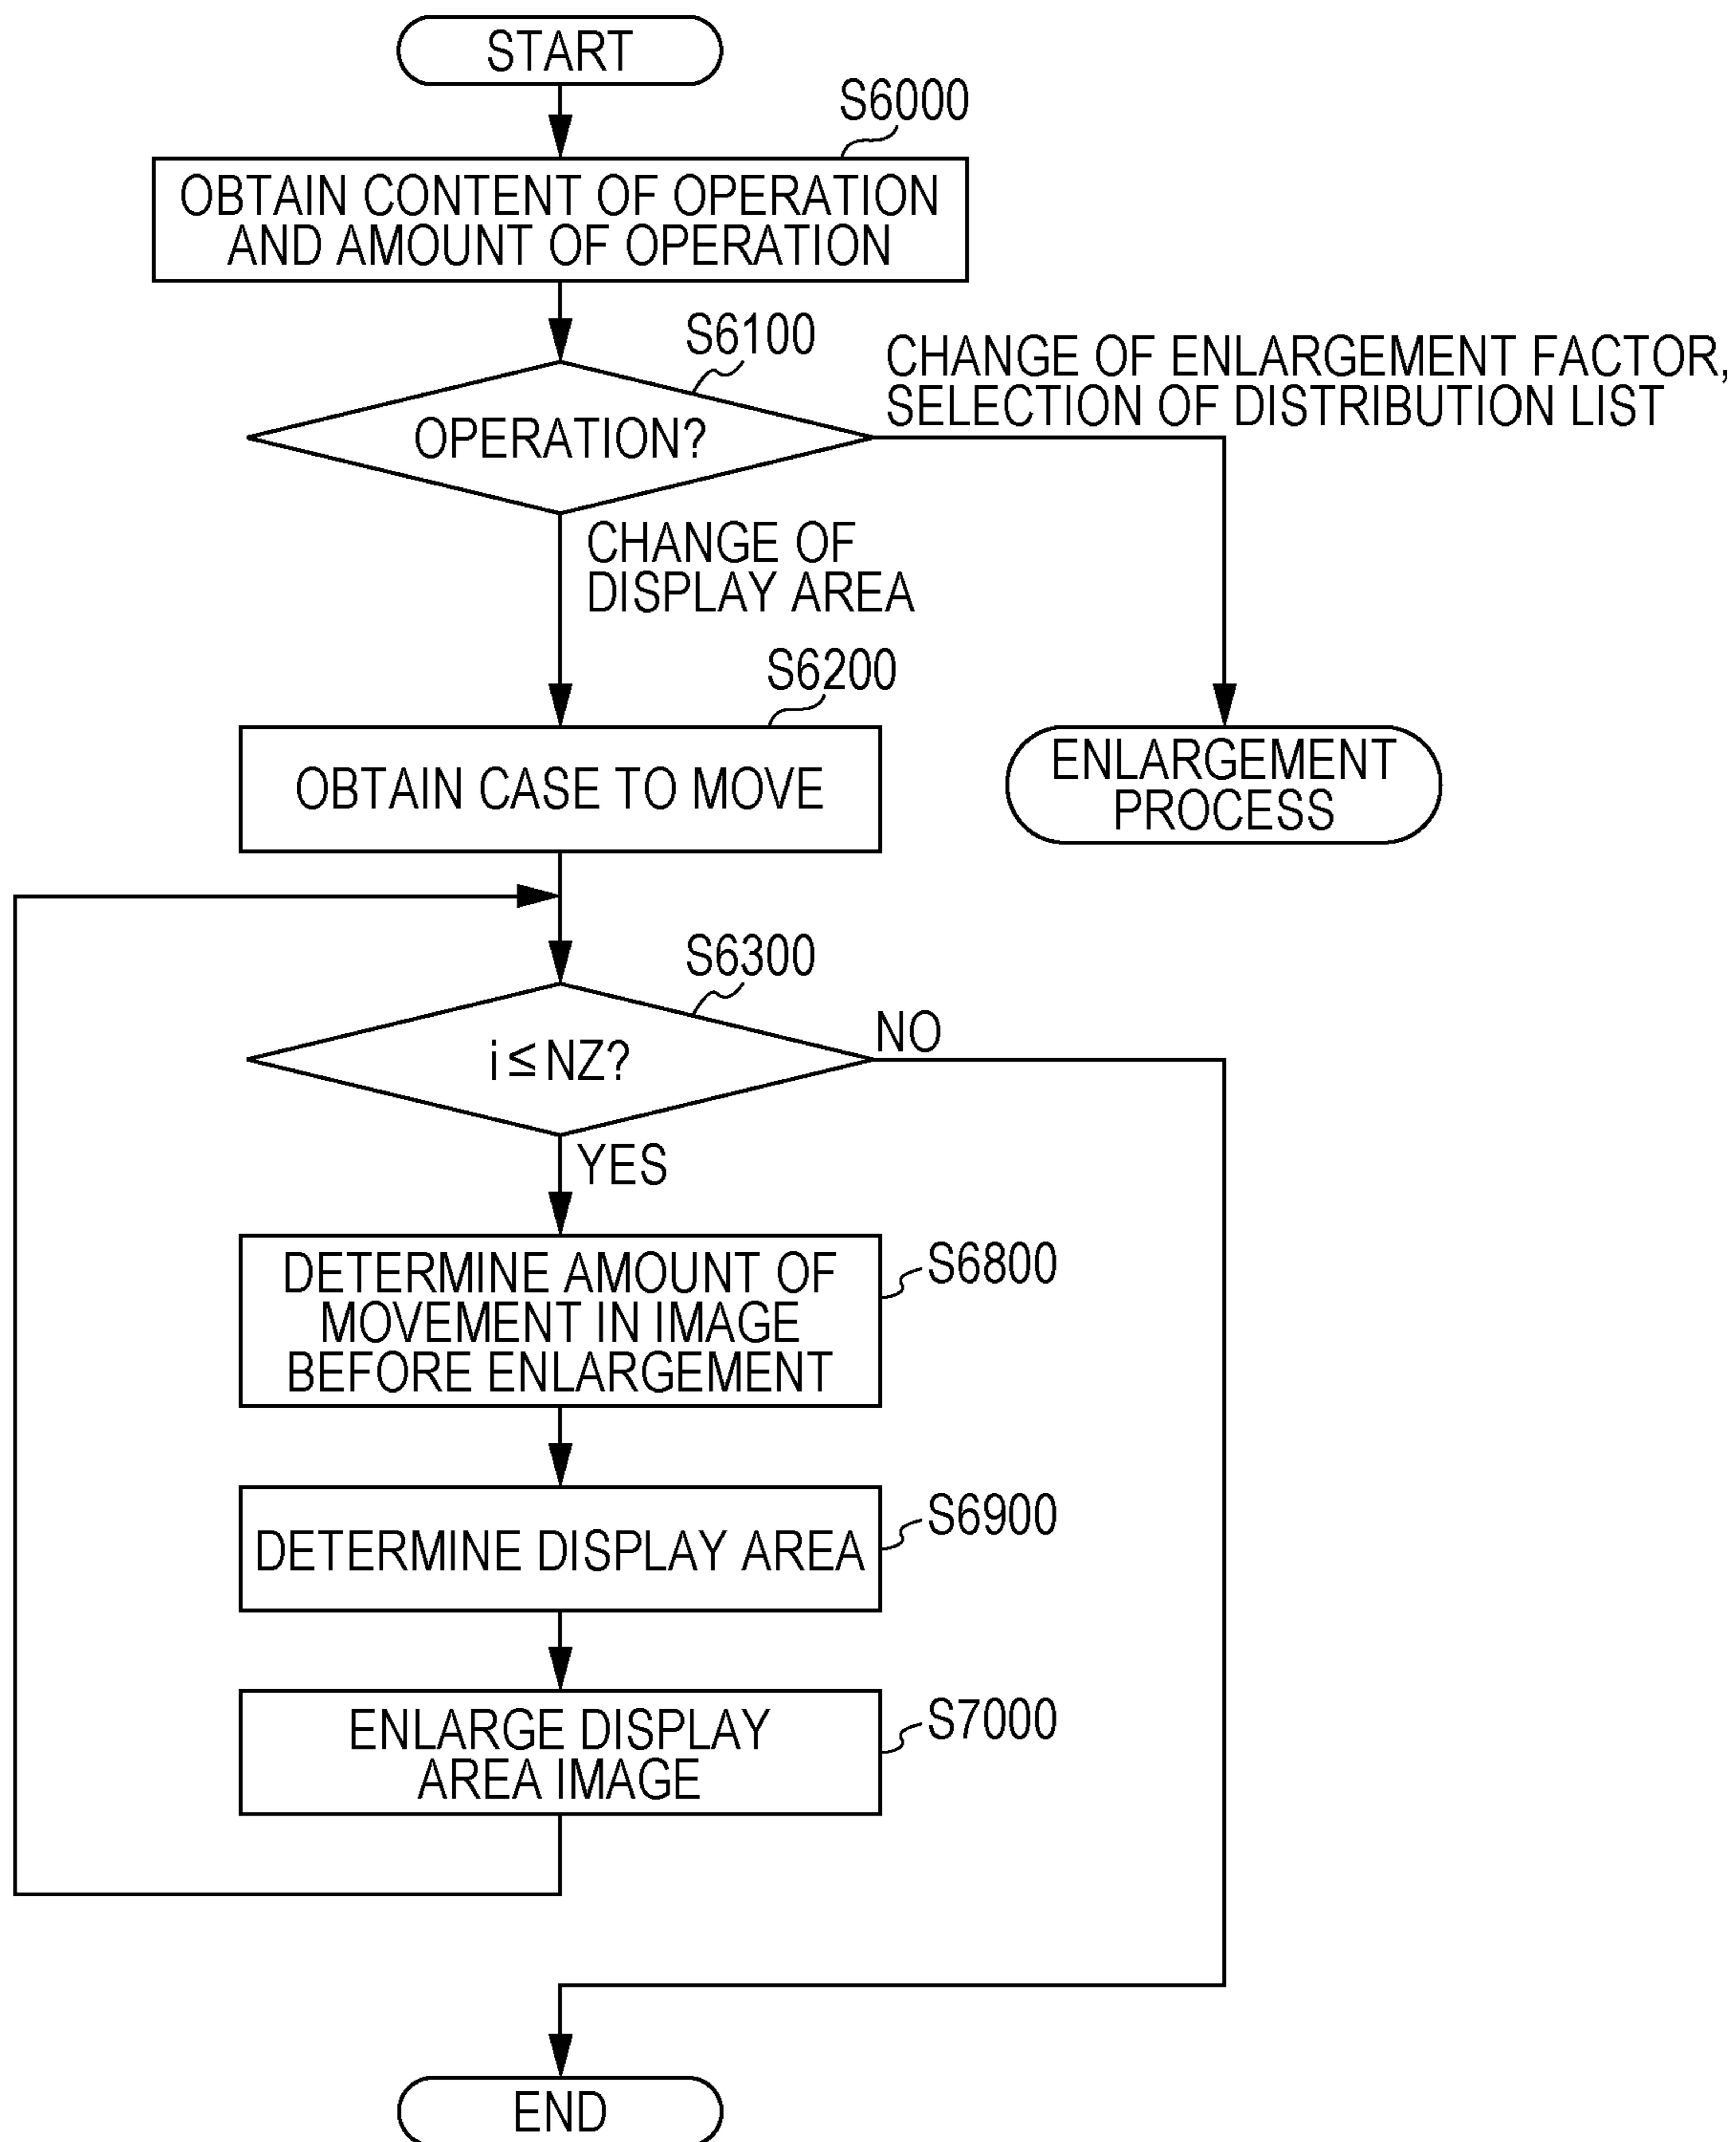 START
S6000
OBTAIN CONTENT OF OPERATION
AND AMOUNT OF OPERATION
S6100
CHANGE OF ENLARGEMENT FACTOR,
SELECTION OF DISTRIBUTION LIST
OPERATION?
CHANGE OF
DISPLAY AREA
S6200
OBTAIN CASE TO MOVE
ENLARGEMENT
PROCESS
S6300
NO
i ≤ NZ?
YES
S6800
DETERMINE AMOUNT OF
MOVEMENT IN IMAGE
BEFORE ENLARGEMENT
S6900
DETERMINE DISPLAY AREA
S7000
ENLARGE DISPLAY
AREA IMAGE
END